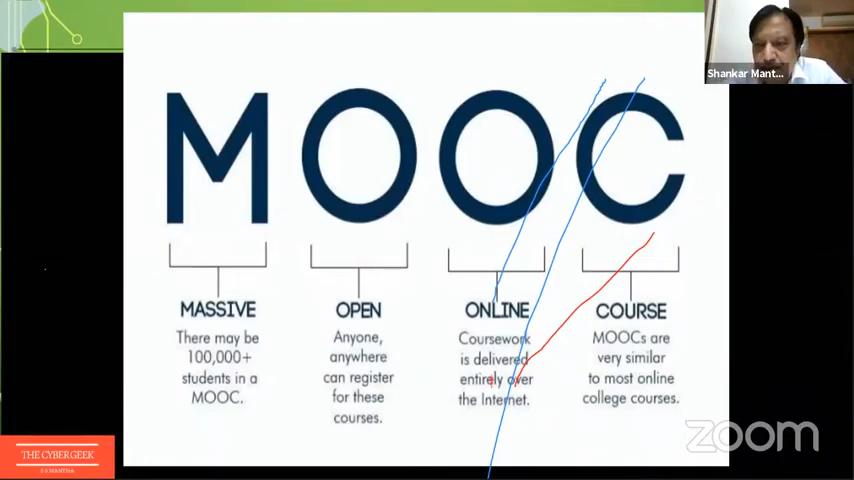 Shankar Mant...
MOOC
MASSIVE
There may be
100,000+
students in a
MOOC.
OPEN
Anyone,
anywhere
can register
for these
courses.
ONLINE
Coursework
is delivered
entirely over
the Internet.
COURSE
MOOCs are
very similar
to most online
college courses.
THE CYBERGEEK
S S MANTHA
zoom